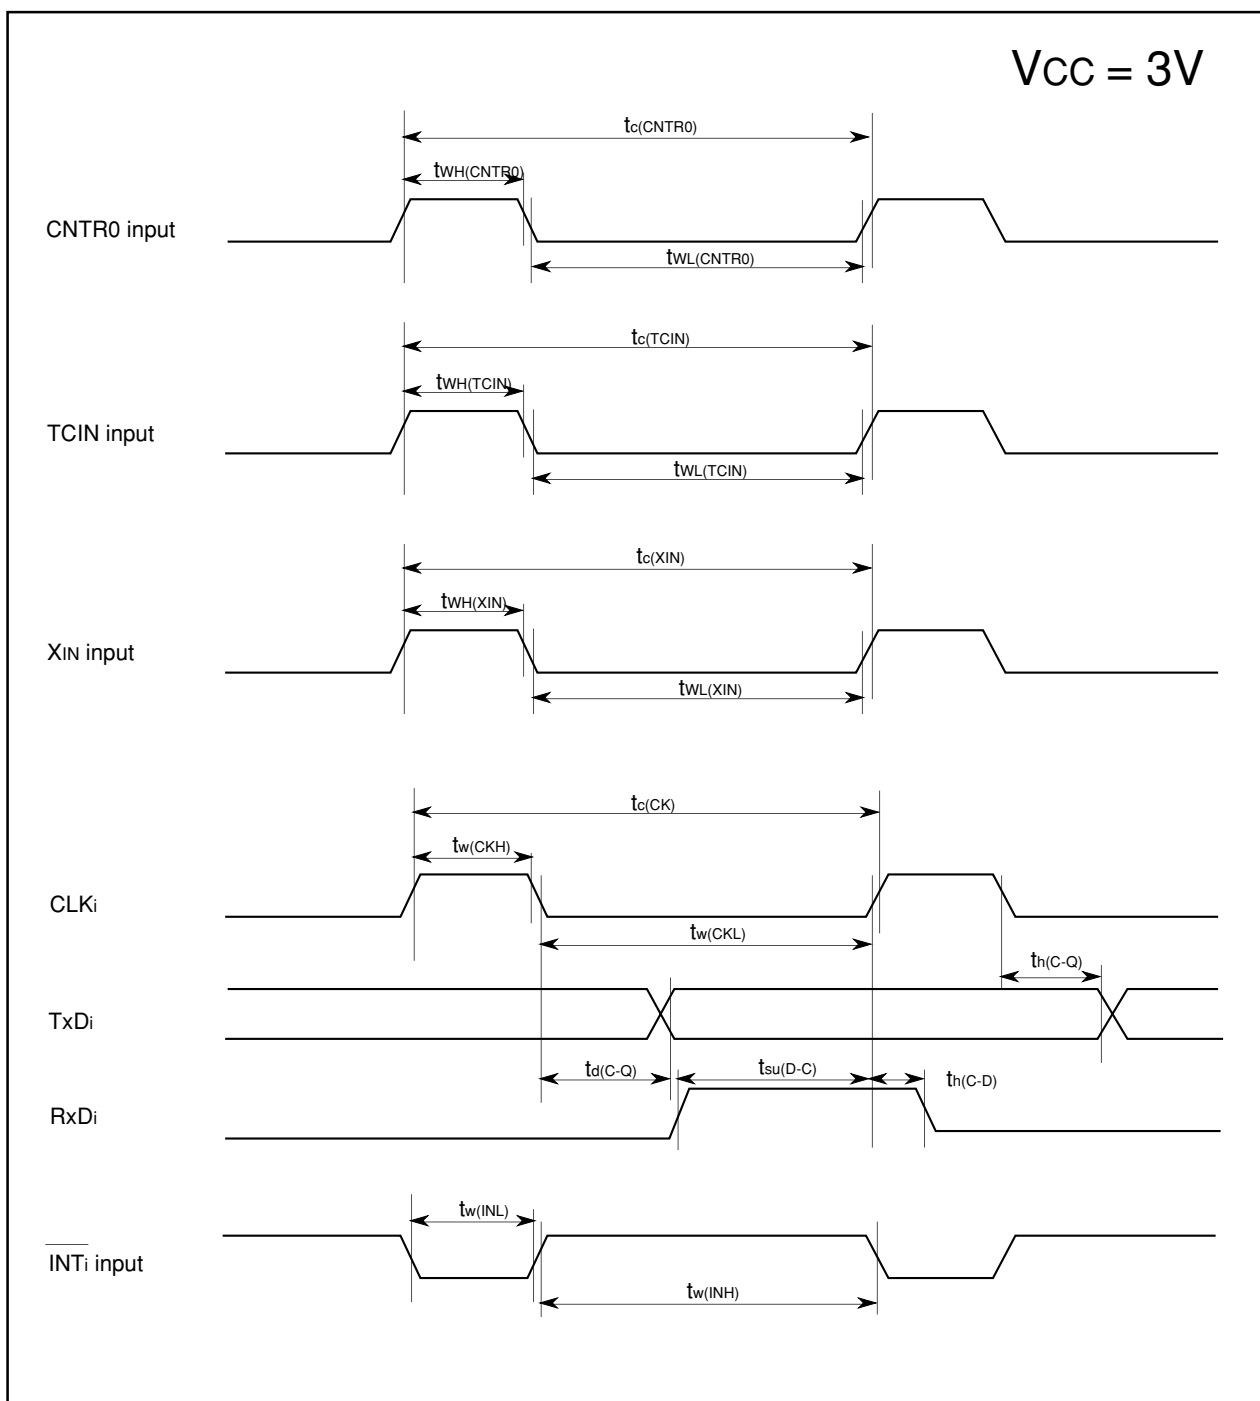 VCC = 3V
tc(CNTR0)
tWH(CNTR0)
CNTR0 input
tWL(CNTR0)
tc(TCIN)
tWH(TCIN)
TCIN input
tWL(TCIN)
tc(XIN)
tWH(XIN)
XIN input
tWL(XIN)
tc(CK)
tw(CKH)
CLKi
tw(CKL)
th(C-Q)
TxDi
td(C-Q)
tsu(D-C)
th(C-D)
RxDi
tw(INL)
INTi input
tw(INH)